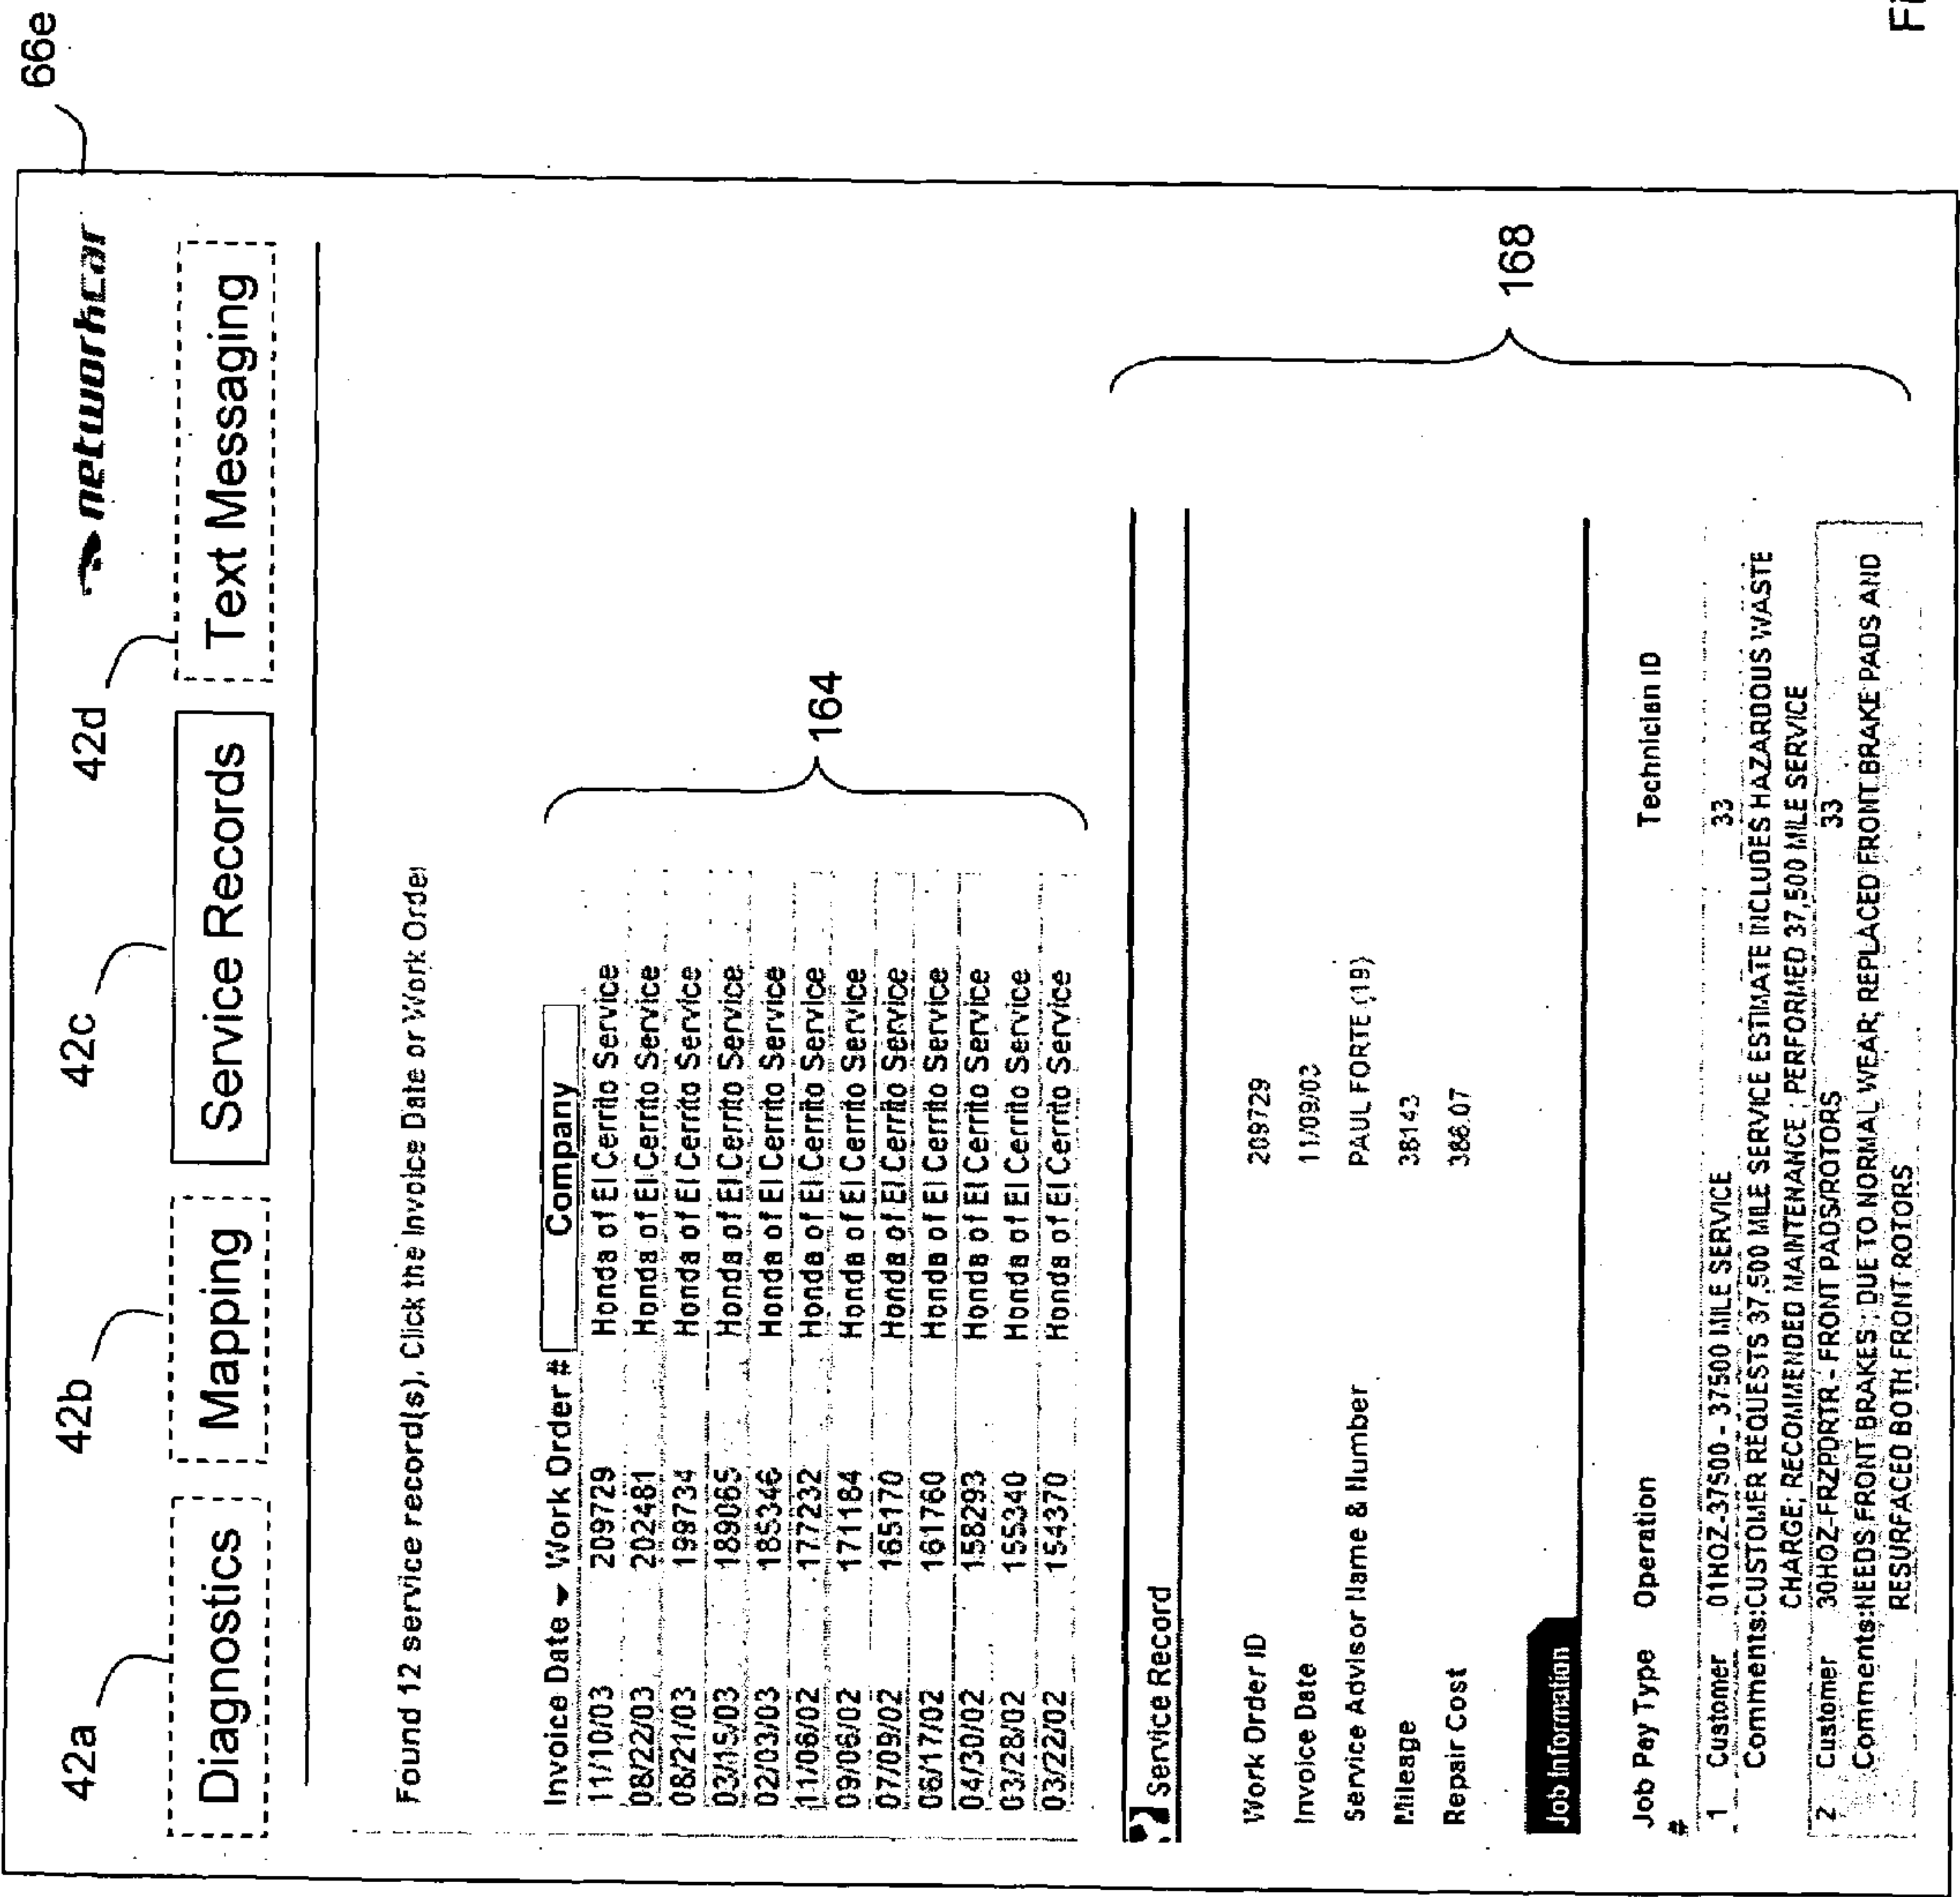 66e
networkcar
42a
42b
42c
42d
Diagnostics
Mapping
Service Records
Text Messaging
Found 12 service record(s). Click the Invoice Date or Work Order
Invoice Date Work Order # Company
11/10/03 209729 Honda of El Cerrito Service
08/22/03 202481 Honda of El Cerrito Service
08/21/03 Honda of El Cerrito Service
03/15/03 189065 Honda of El Cerrito Service
02/03/03 185346 Honda of El Cerrito Service
11/06/02 177232 Honda of El Cerrito Service
09/06/02 171184 Honda of El Cerrito Service
07/09/02 165170 Honda of El Cerrito Service
06/17/02 161760 Honda of El Cerrito Service
04/30/02 158293 Honda of El Cerrito Service
03/28/02 155340 Honda of El Cerrito Service
03/22/02 154370 Honda of El Cerrito Service
164
Service Record
Work Order ID 209729
Invoice Date 11/09/03
Service Advisor Name & Number PAUL FORTE (19)
Mileage 38143
Repair Cost
168
Job Information
Job Pay Type Operation Technician ID
#
1 Customer 01HOZ-37500 - 37500 MILE SERVICE 33
Comments:CUSTOMER REQUESTS 37,500 MILE SERVICE ESTIMATE INCLUDES HAZARDOUS WASTE
CHARGE; RECOMMENDED MAINTENANCE ; PERFORMED 37,500 MILE SERVICE
2 Customer 30HOZ-FRZPDRTR - FRONT PADS/ROTORS 33
Comments:NEEDS FRONT BRAKES ; DUE TO NORMAL WEAR; REPLACED FRONT BRAKE PADS AND
RESURFACED BOTH FRONT ROTORS